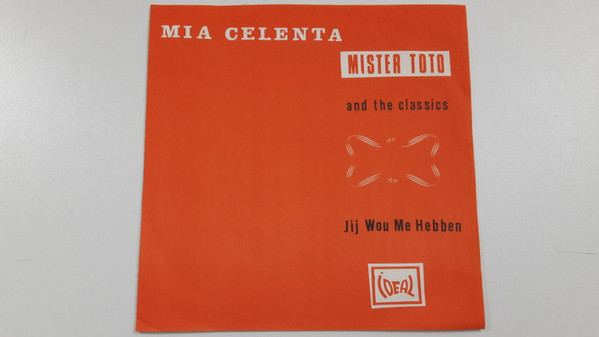 MIA CELENTA
MISTER TOTO
and the classics
Jij Wou Me Hebben
iDEAL